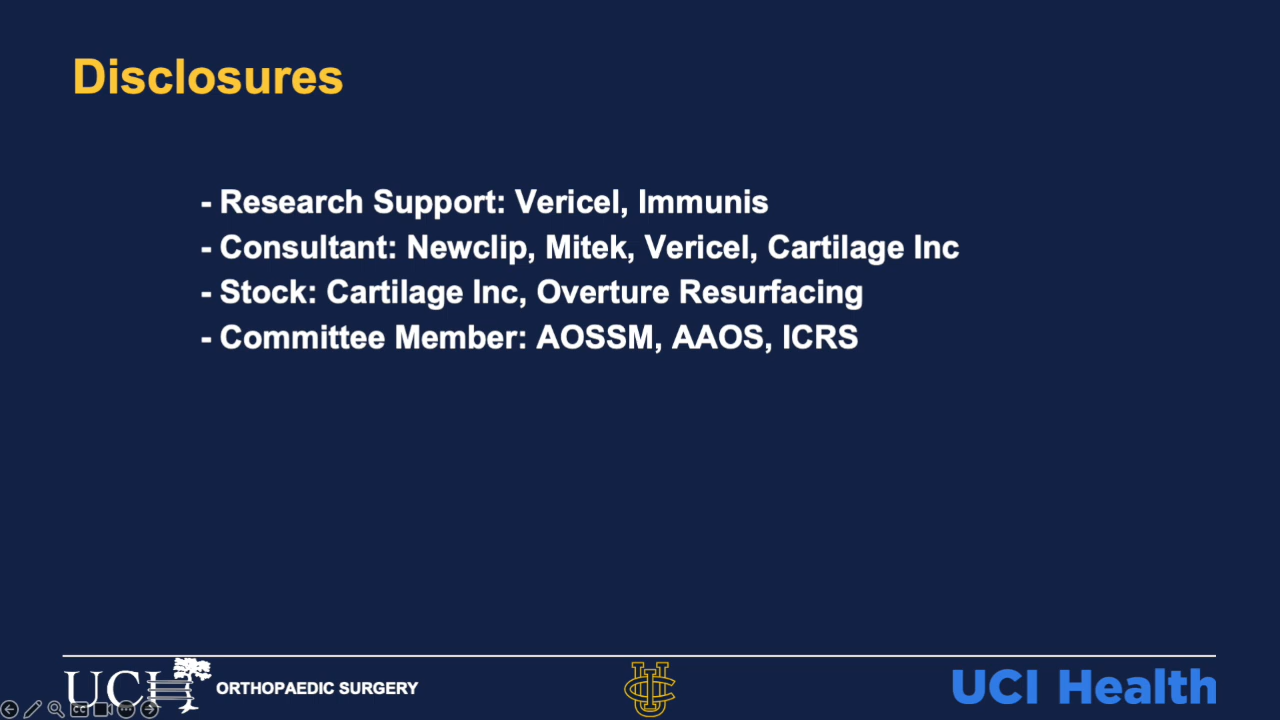 Disclosures
- Research Support: Vericel, Immunis
- Consultant: Newclip, Mitek, Vericel, Cartilage Inc
- Stock: Cartilage Inc, Overture Resurfacing
- Committee Member: AOSSM, AAOS, ICRS
UCI ORTHOPAEDIC SURGERY
UCI
UCI Health